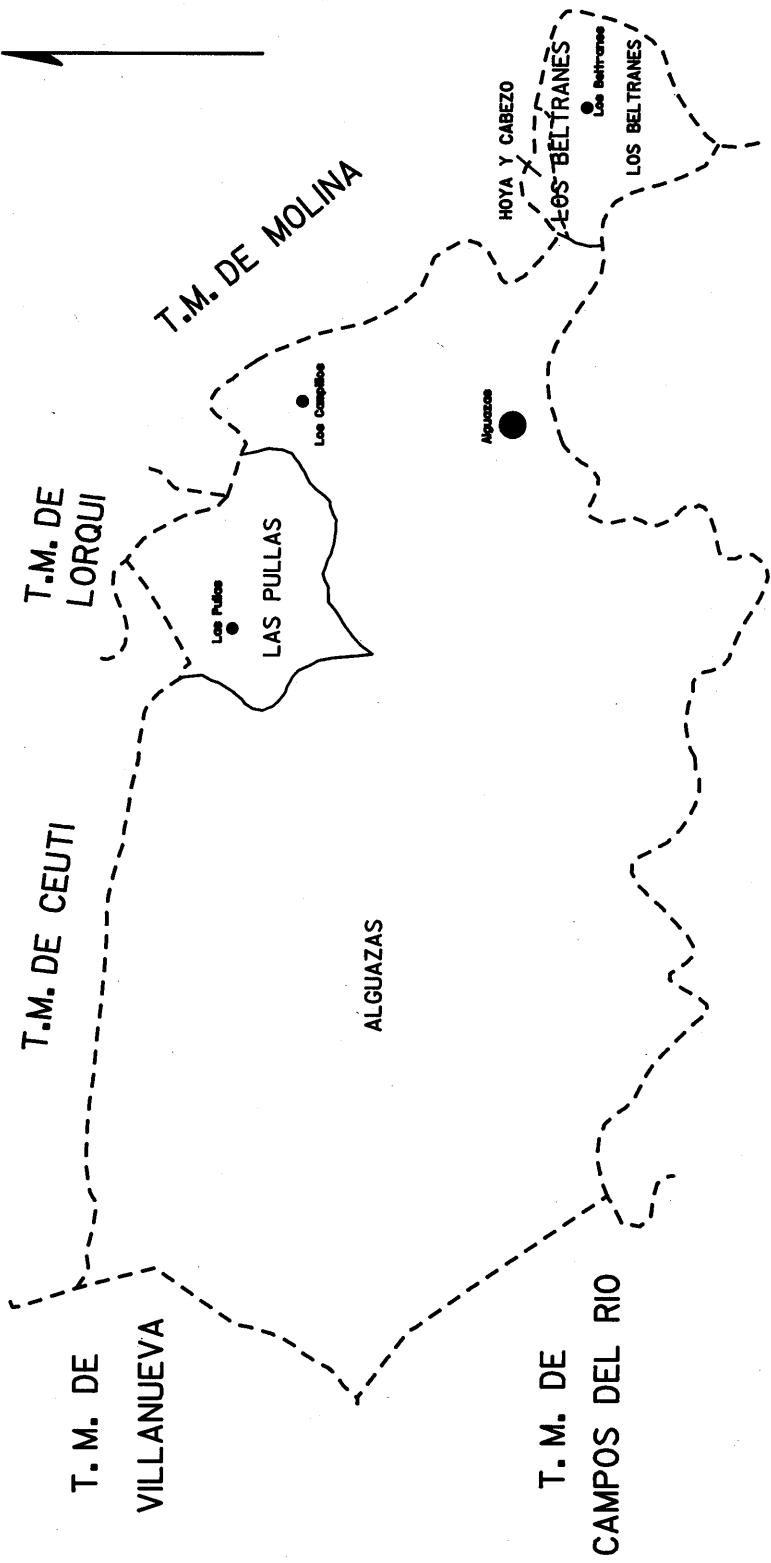 T.M. DE
VILLANUEVA
T.M. DE CEUTI
T.M. DE
LORQUI
T.M. DE MOLINA
Las Pullas
LAS PULLAS
Los Campillos
ALGUAZAS
Alguazas
HOYA Y CABEZO
LOS BELTRANES
Los Beltranes
LOS BELTRANES
T.M. DE
CAMPOS DEL RIO